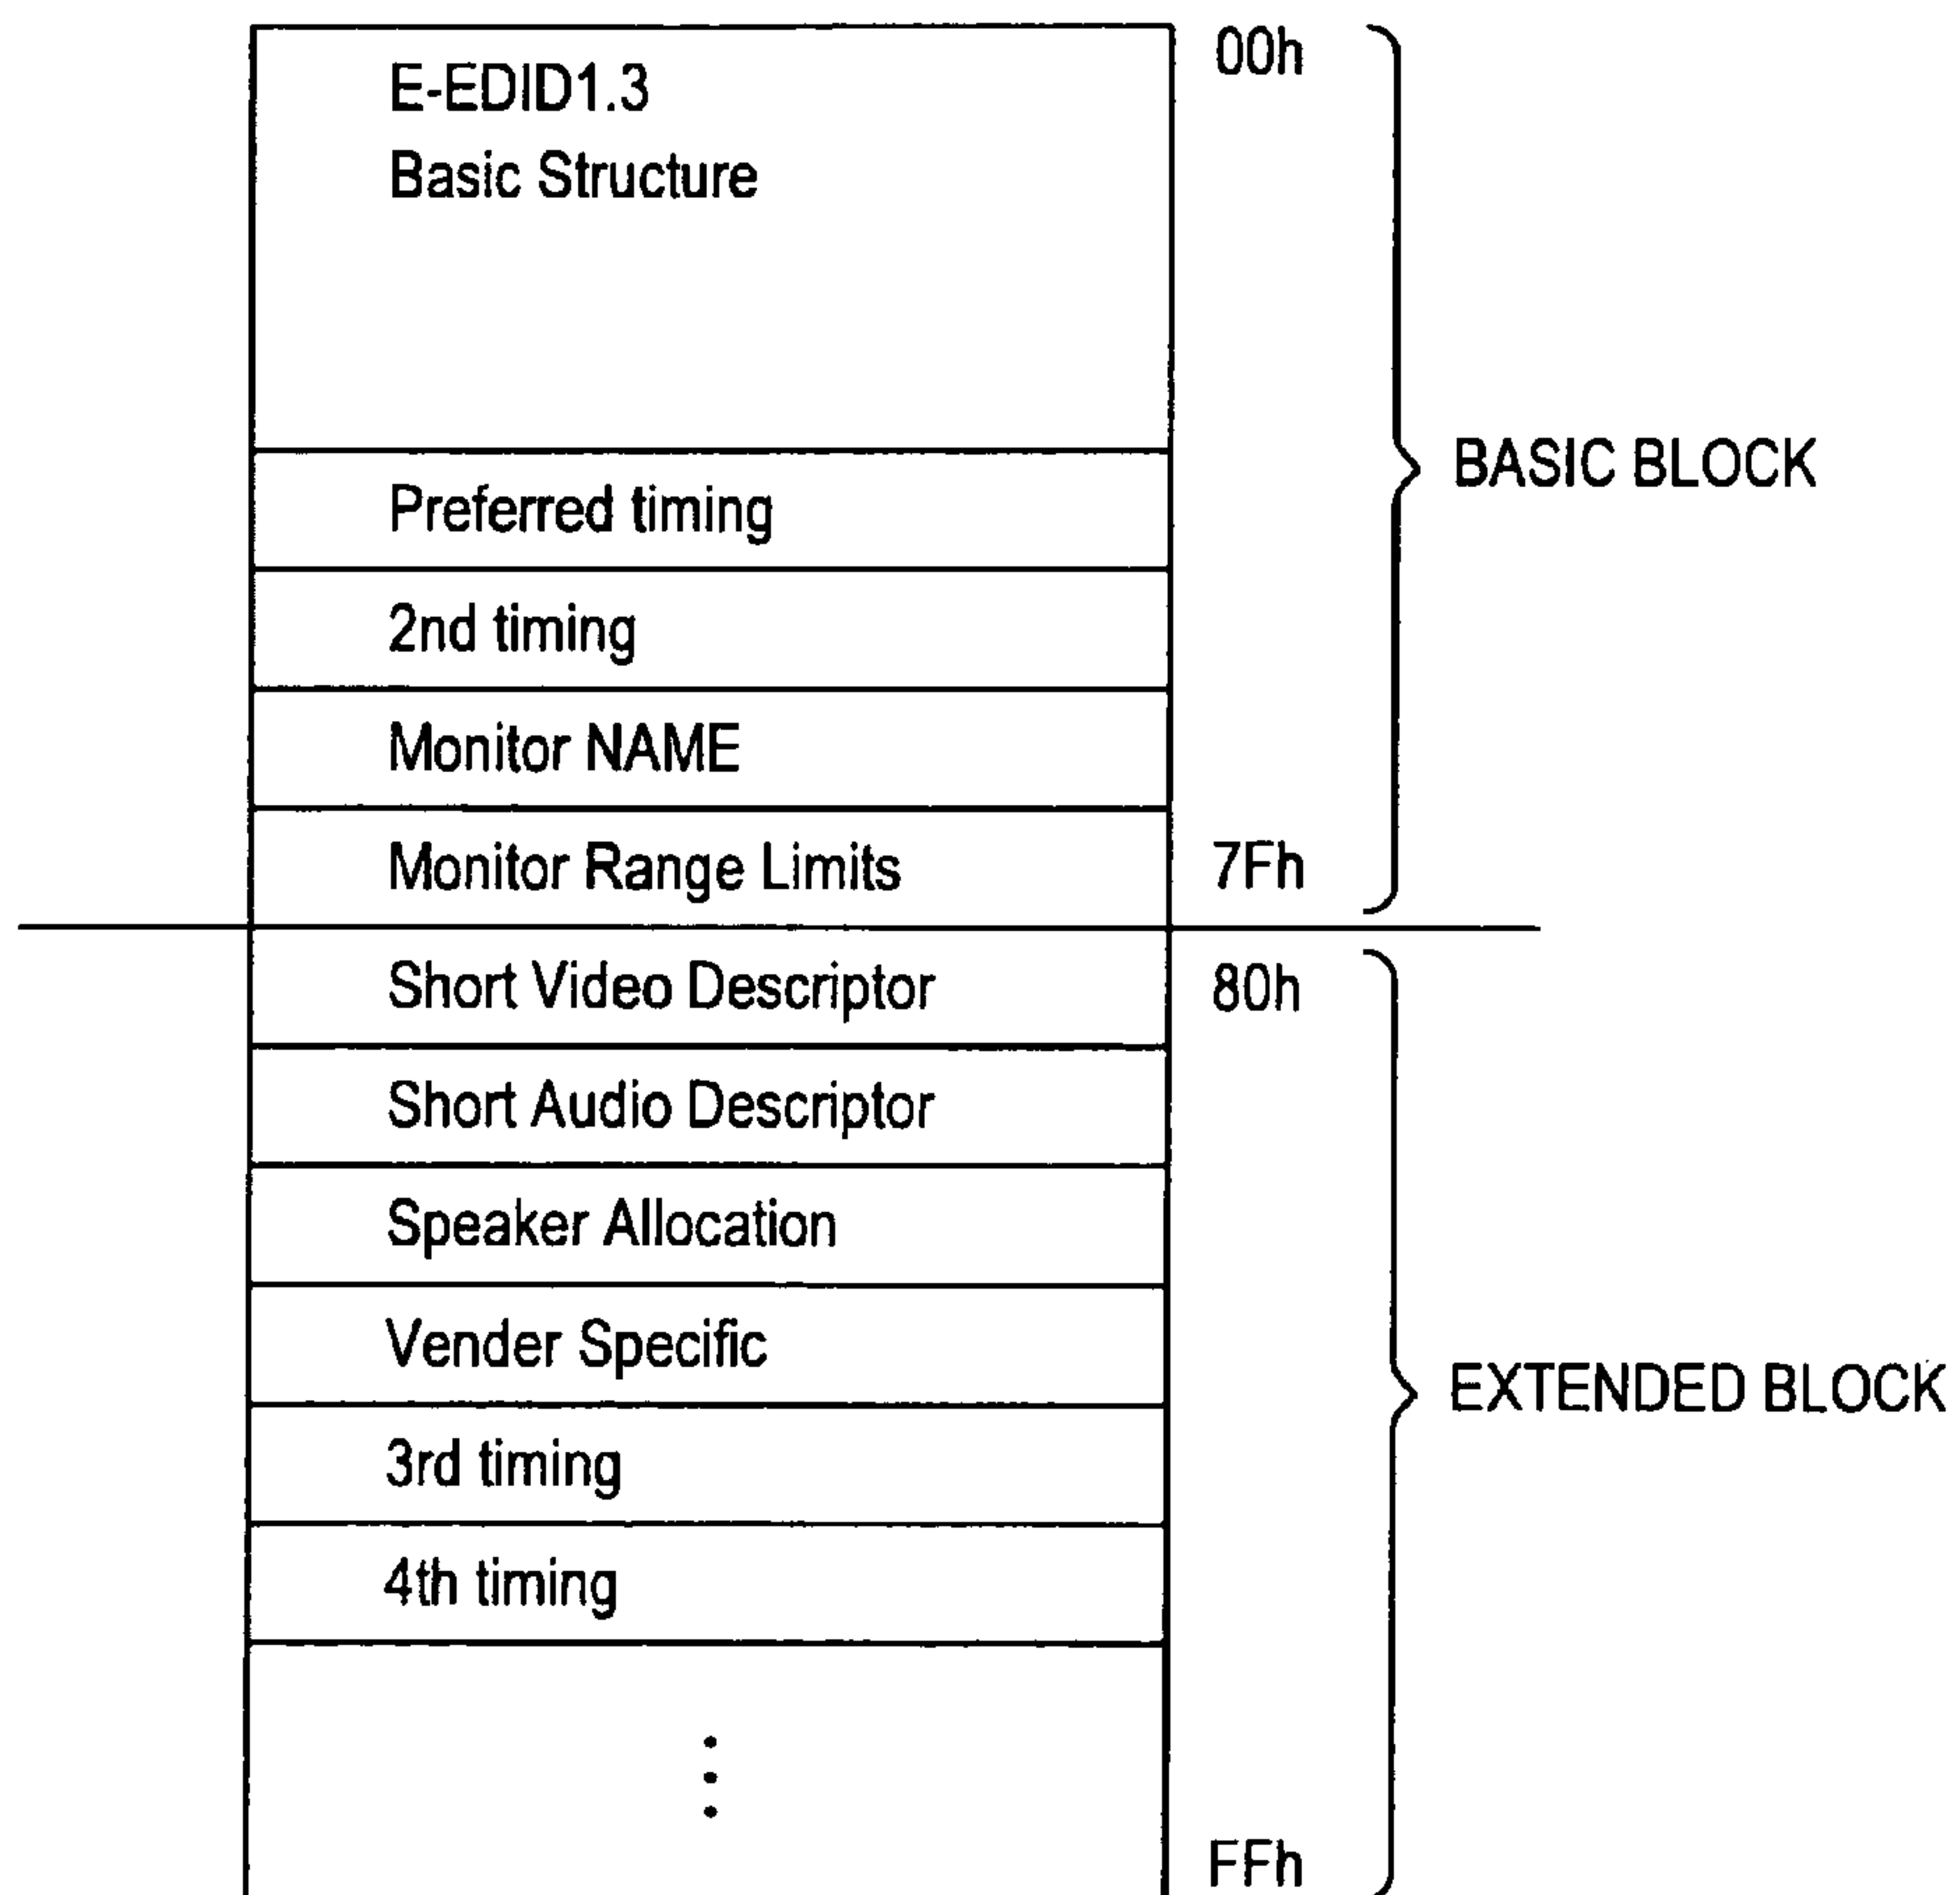 E-EDID1.3
Basic Structure
00h
Preferred timing
BASIC BLOCK
2nd timing
Monitor NAME
Monitor Range Limits
7Fh
Short Video Descriptor
80h
Short Audio Descriptor
Speaker Allocation
Vender Specific
EXTENDED BLOCK
3rd timing
4th timing
FFh